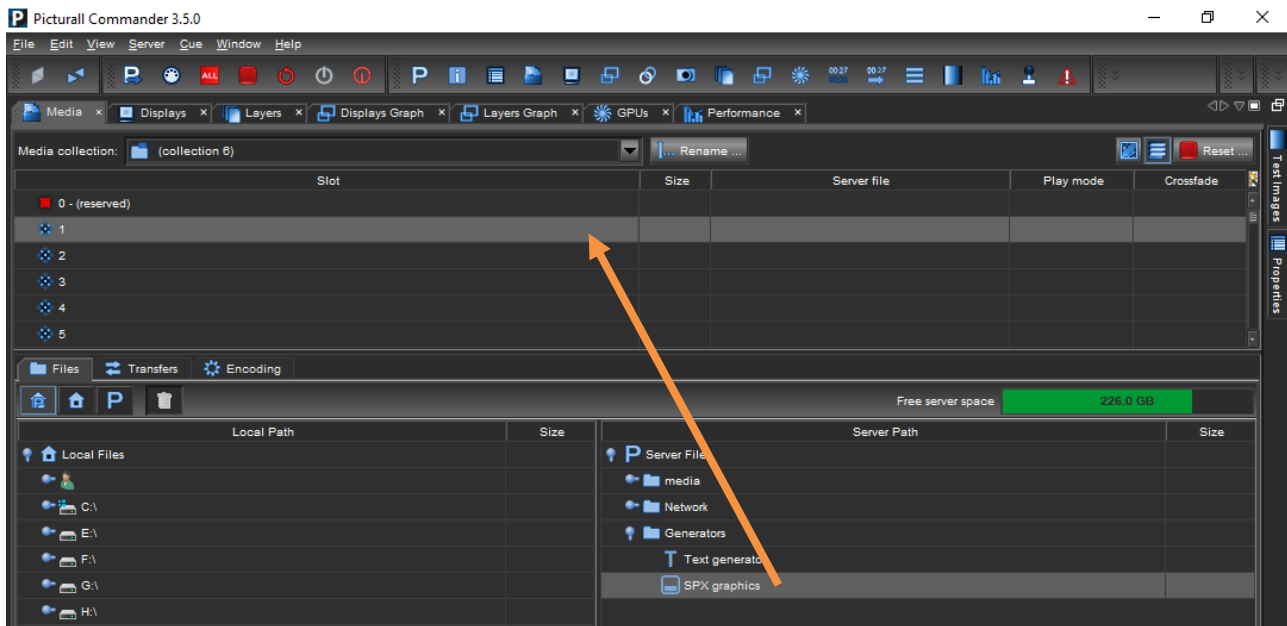 Picturall Commander 3.5.0
File Edit View Server Cue Window Help
ALL 00:27 00:27
Media Displays Layers Displays Graph Layers Graph GPUs Performance
Media collection: (collection 6) Rename ... Reset ...
Slot Size Server file Play mode Crossfade
0 - (reserved)
1
2
3
4
5
Test Images
Properties
Files Transfers Encoding
Free server space 226.0 GB
Local Path Size Server Path Size
Local Files Server File
media
C:\ Network
E:\ Generators
F:\ Text generato
G:\ SPX graphics
H:\